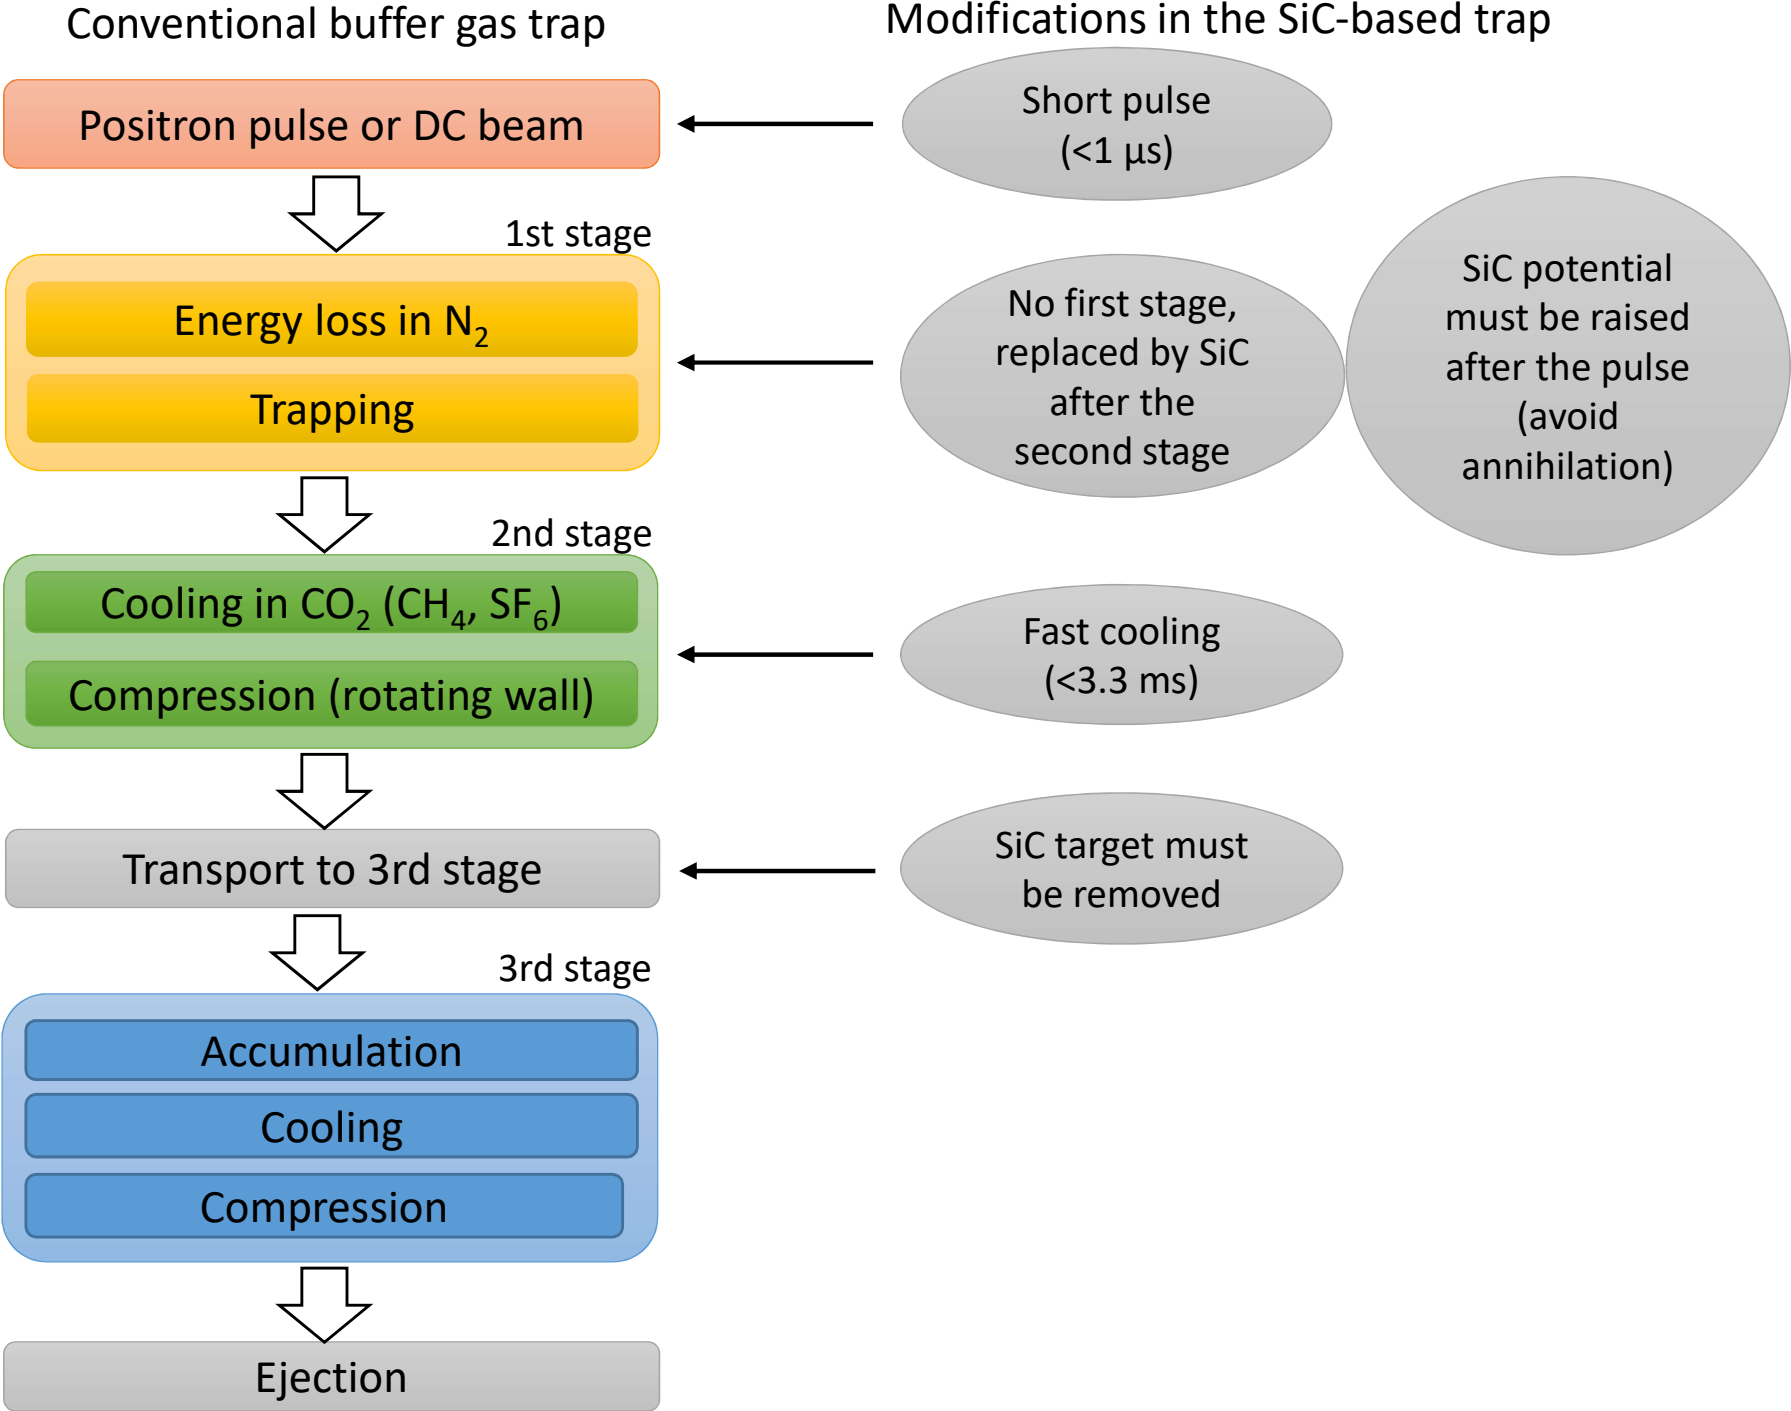 Conventional buffer gas trap
Modifications in the SiC-based trap
Positron pulse or DC beam
Short pulse
(<1 µs)
1st stage
Energy loss in N₂
Trapping
No first stage,
replaced by SiC
after the
second stage
SiC potential
must be raised
after the pulse
(avoid
annihilation)
2nd stage
Cooling in CO₂ (CH₄, SF₆)
Compression (rotating wall)
Fast cooling
(<3.3 ms)
Transport to 3rd stage
SiC target must
be removed
3rd stage
Accumulation
Cooling
Compression
Ejection